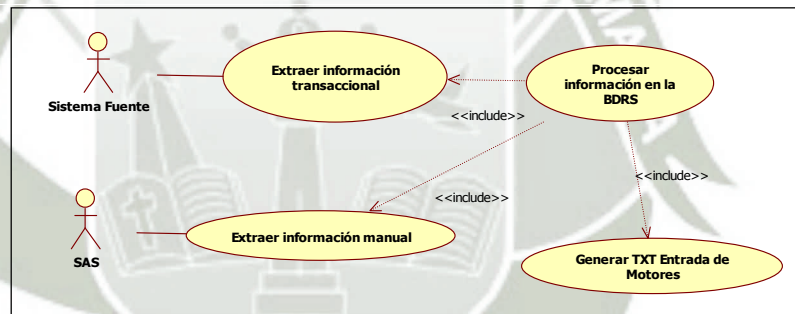 Sistema Fuente
Extraer información
transaccional
Procesar
información en la
BDRS
<<include>>
<<include>>
<<include>>
SAS
Extraer información manual
Generar TXT Entrada de
Motores